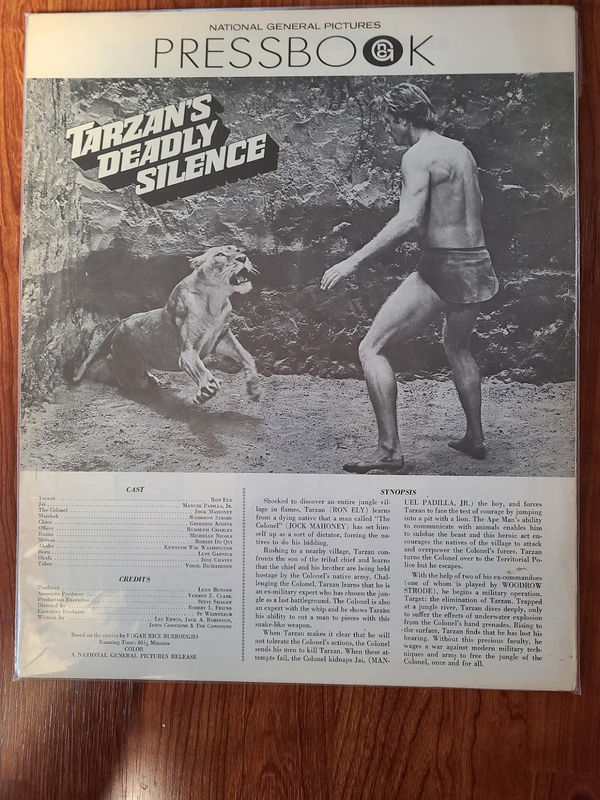 NATIONAL GENERAL PICTURES
PRESSBOOK
TARZAN'S
DEADLY
SILENCE
CAST
Tarzan RON ELY
Jai MANUEL PADILLA, JR.
The Colonel JOCK MAHONEY
Marshak WOODROW STRODE
Chico GREGORIO ACOSTA
Officer RUDOLPH CHARLES
Ruana MICHELLE NICOLS
Metusa ROBERT DO QUI
Akaba KENNETH WM. WASHINGTON
Boru LUPE GARNICA
Okala JOSE CHAVES
Tabor VIRGIL RICHARDSON
CREDITS
Producer LEON BENSON
Associate Producer VERNON E. CLARK
Production Executive STEVE SHAGAN
Directed by ROBERT L. FRIEND
Executive Producer SY WEINTRAUB
Written by LEE ERWIN, JACK A. ROBINSON,
JOHN CONSIDINE & TIM CONSIDINE
Based on the stories by EDGAR RICE BURROUGHS
Running Time: 88½ Minutes
COLOR
A NATIONAL GENERAL PICTURES RELEASE
SYNOPSIS
Shocked to discover an entire jungle vil-
lage in flames, Tarzan (RON ELY) learns
from a dying native that a man called "The
Colonel" (JOCK MAHONEY) has set him-
self up as a sort of dictator, forcing the na-
tives to do his bidding.
Rushing to a nearby village, Tarzan con-
fronts the son of the tribal chief and learns
that the chief and his brother are being held
hostage by the Colonel's native army. Chal-
lenging the Colonel, Tarzan learns that he is
an ex-military expert who has chosen the jun-
gle as a last battleground. The Colonel is also
an expert with the whip and he shows Tarzan
his ability to cut a man to pieces with this
snake-like weapon.
When Tarzan makes it clear that he will
not tolerate the Colonel's actions, the Colonel
sends his men to kill Tarzan. When these at-
tempts fail, the Colonel kidnaps Jai, (MAN-
UEL PADILLA, JR.) the boy, and forces
Tarzan to face the test of courage by jumping
into a pit with a lion. The Ape Man's ability
to communicate with animals enables him
to subdue the beast and this heroic act en-
courages the natives of the village to attack
and overpower the Colonel's forces. Tarzan
turns the Colonel over to the Territorial Po-
lice but he escapes.
With the help of two of his ex-commandoes
(one of whom is played by WOODROW
STRODE), he begins a military operation.
Target: the elimination of Tarzan. Trapped
at a jungle river, Tarzan dives deeply, only
to suffer the effects of underwater explosion
from the Colonel's hand grenades. Rising to
the surface, Tarzan finds that he has lost his
hearing. Without this precious faculty, he
wages a war against modern military tech-
niques and arms to free the jungle of the
Colonel, once and for all.